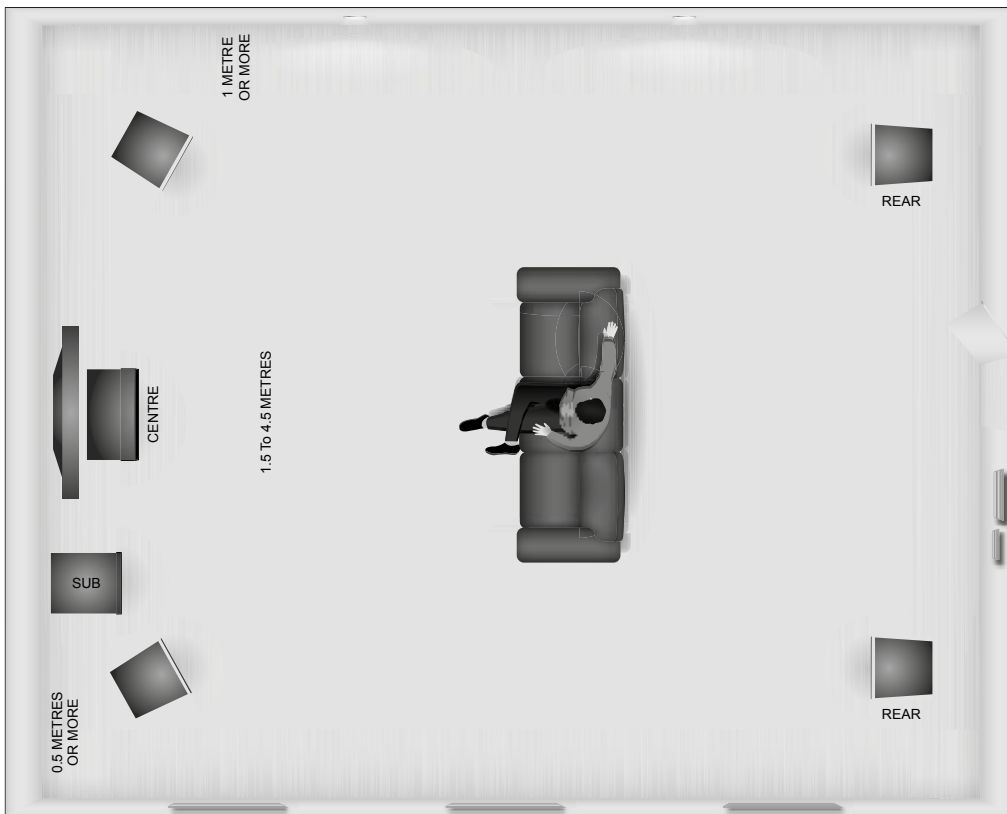 1 METRE
OR MORE
REAR
1.5 To 4.5 METRES
CENTRE
SUB
0.5 METRES
OR MORE
REAR